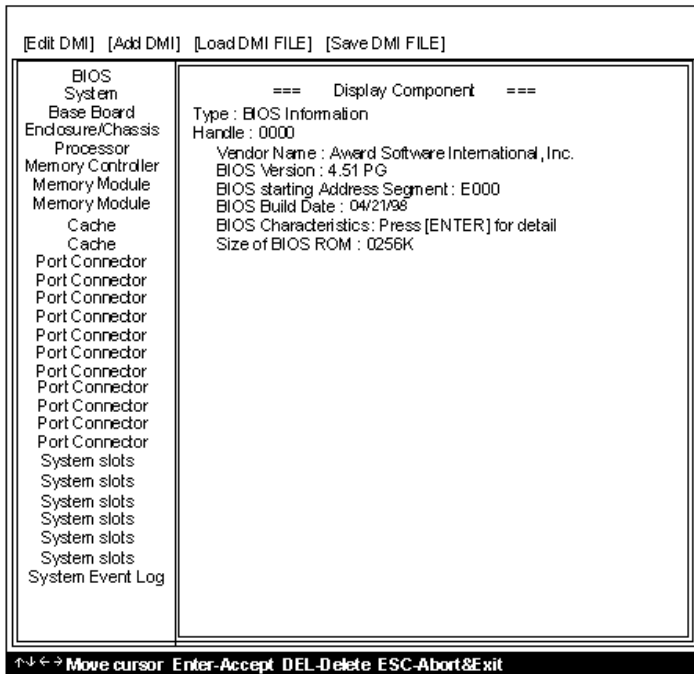 [Edit DMI] [Add DMI] [Load DMI FILE] [Save DMI FILE]
BIOS
System
Base Board
Enclosure/Chassis
Processor
Memory Controller
Memory Module
Memory Module
Cache
Cache
Port Connector
Port Connector
Port Connector
Port Connector
Port Connector
Port Connector
Port Connector
Port Connector
Port Connector
Port Connector
Port Connector
System slots
System slots
System slots
System slots
System slots
System slots
System Event Log
=== Display Component ===
Type : BIOS Information
Handle : 0000
Vendor Name : Award Software International, Inc.
BIOS Version : 4.51 PG
BIOS starting Address Segment : E000
BIOS Build Date : 04/21/98
BIOS Characteristics : Press [ENTER] for detail
Size of BIOS ROM : 0256K
↑↓←→ Move cursor Enter-Accept DEL-Delete ESC-Abort&Exit